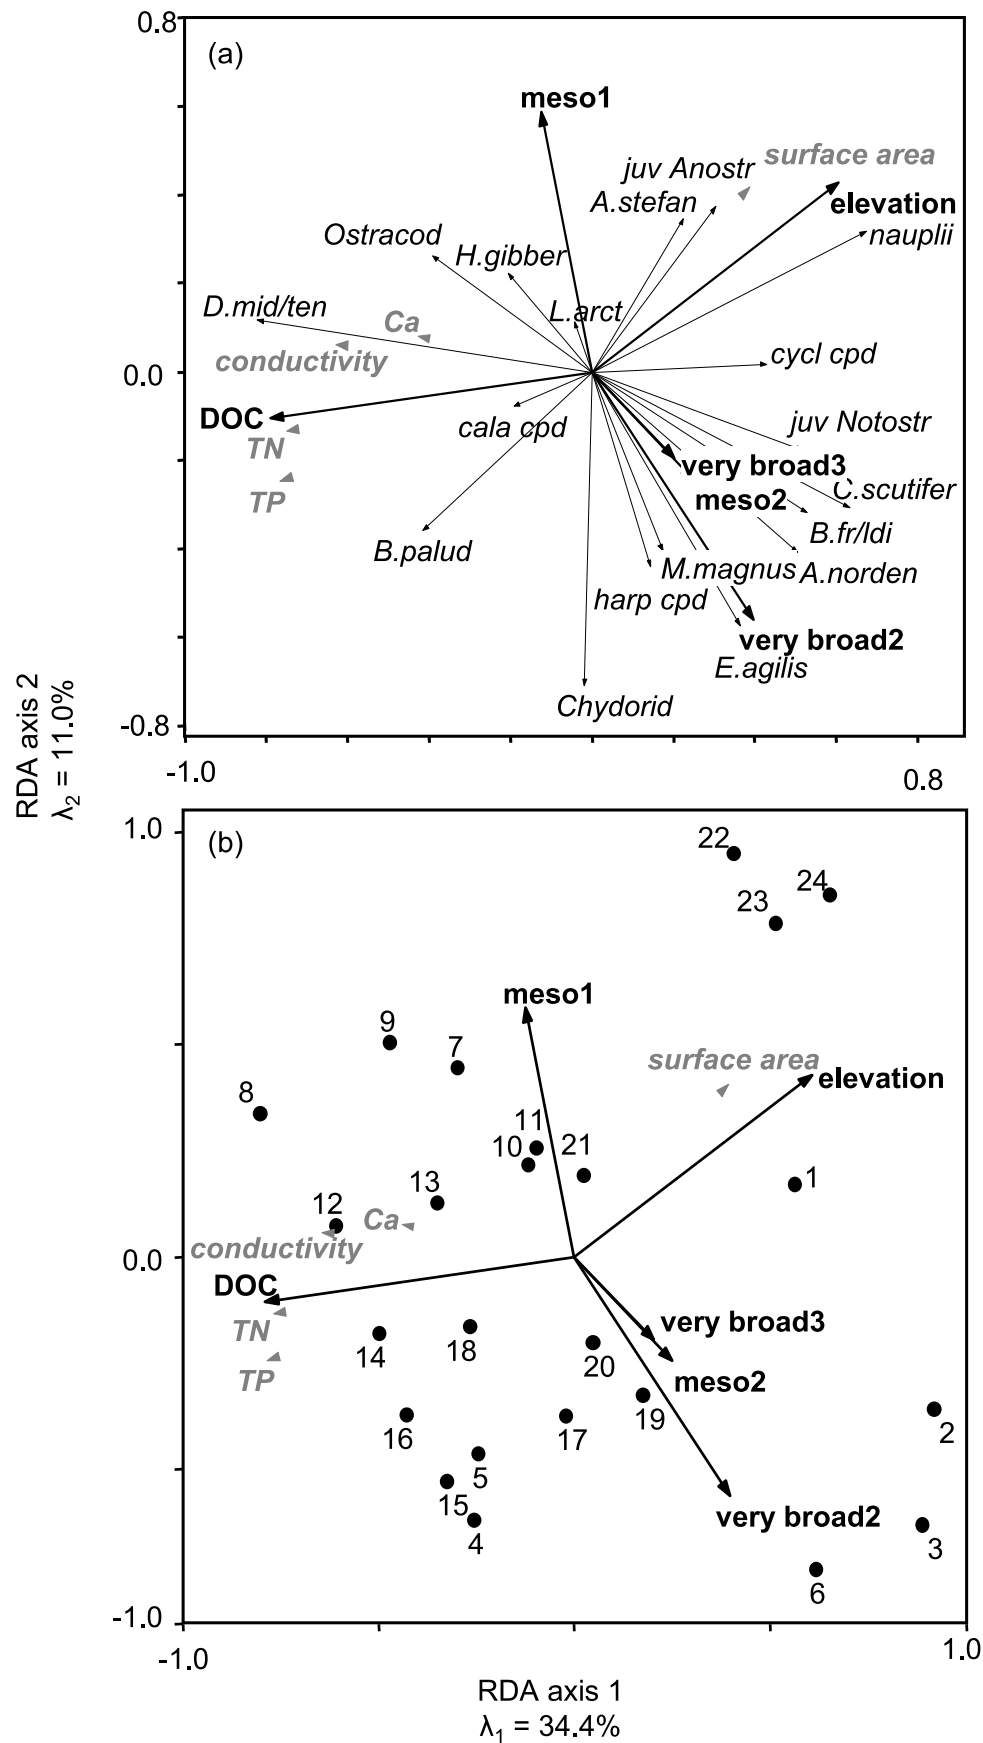 0.8
(a)
meso1
surface area
juv Anostr
A.stefan
elevation
nauplii
Ostracod
H.gibber
D.mid/ten
L.arct
Ca
conductivity
cycl cpd
0.0
DOC
cala cpd
juv Notostr
TN
very broad3
TP
meso2
C.scutifer
B.palud
B.fr/ldi
M.magnus
A.norden
harp cpd
very broad2
E.agilis
Chydorid
-0.8
-1.0
0.8
RDA axis 2
λ2 = 11.0%
1.0
(b)
22
24
23
meso1
9
7
surface area
elevation
8
11
10
21
13
1
12
Ca
conductivity
0.0
DOC
TN
very broad3
14
18
20
TP
meso2
19
2
16
17
5
15
very broad2
4
3
6
-1.0
-1.0
1.0
RDA axis 1
λ1 = 34.4%